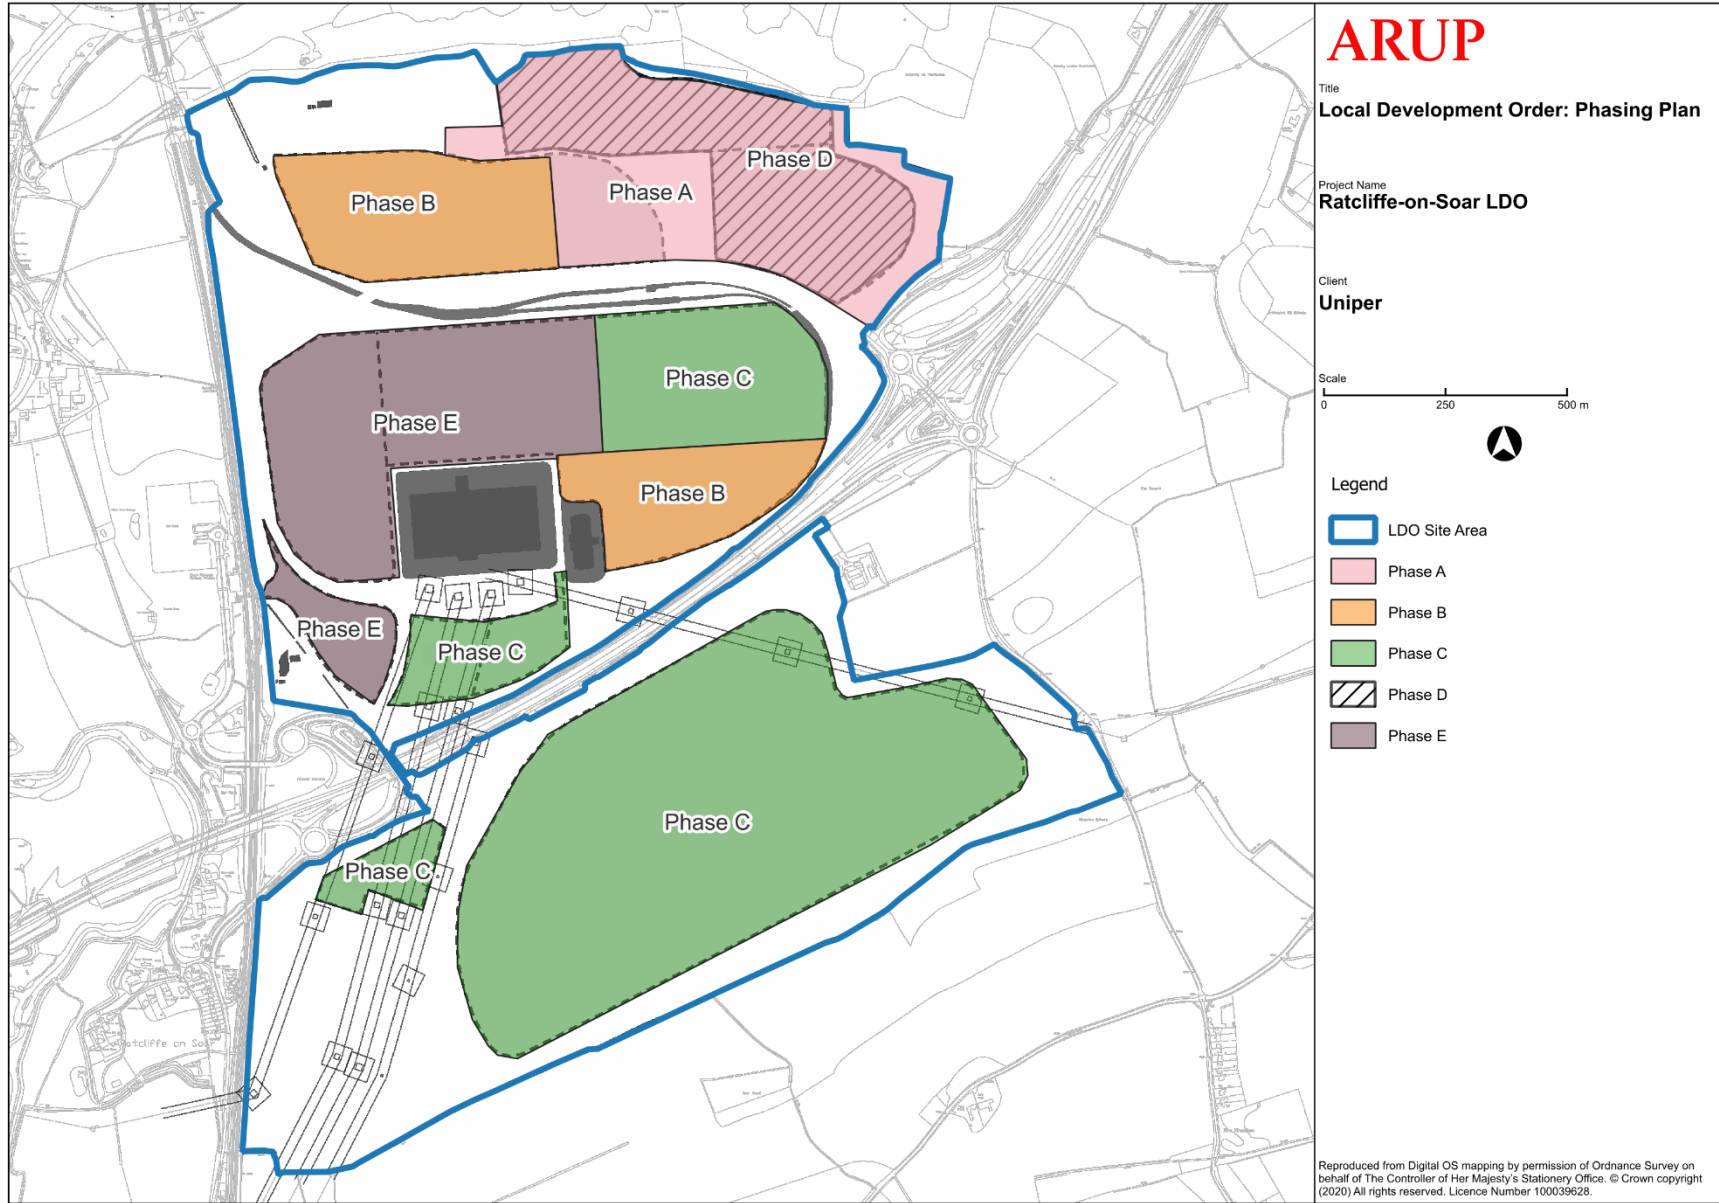 ARUP
Title
Local Development Order: Phasing Plan
Project Name
Ratcliffe-on-Soar LDO
Client
Uniper
Scale
0 250 500 m
Legend
LDO Site Area
Phase A
Phase B
Phase C
Phase D
Phase E
Reproduced from Digital OS mapping by permission of Ordnance Survey on
behalf of The Controller of Her Majesty's Stationery Office. © Crown copyright
(2020) All rights reserved. Licence Number 100039628.
Phase D
Phase A
Phase B
Phase C
Phase E
Phase B
Phase E
Phase C
Phase C
Phase C
Ratcliffe on Soar